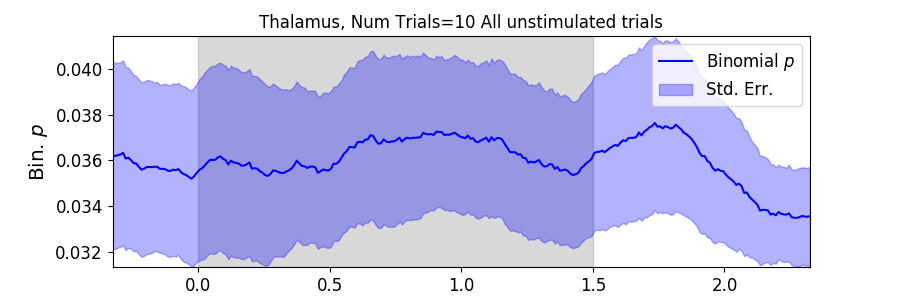 Thalamus, Num Trials=10 All unstimulated trials
Binomial p
Std. Err.
Bin. p
0.040
0.038
0.036
0.034
0.032
0.0 0.5 1.0 1.5 2.0